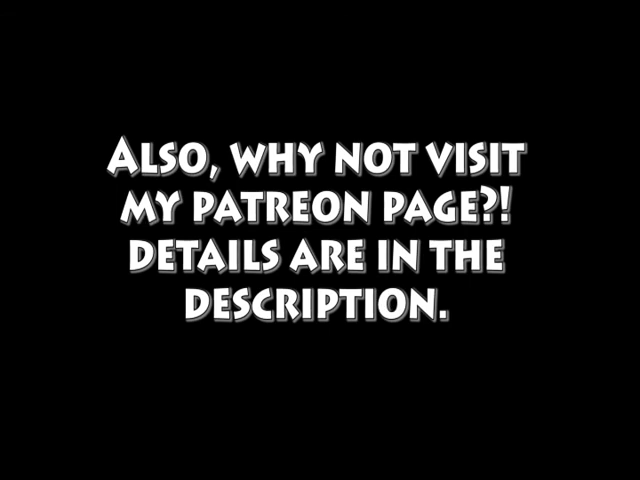 Also, why not visit
my patreon page?!
details are in the
description.